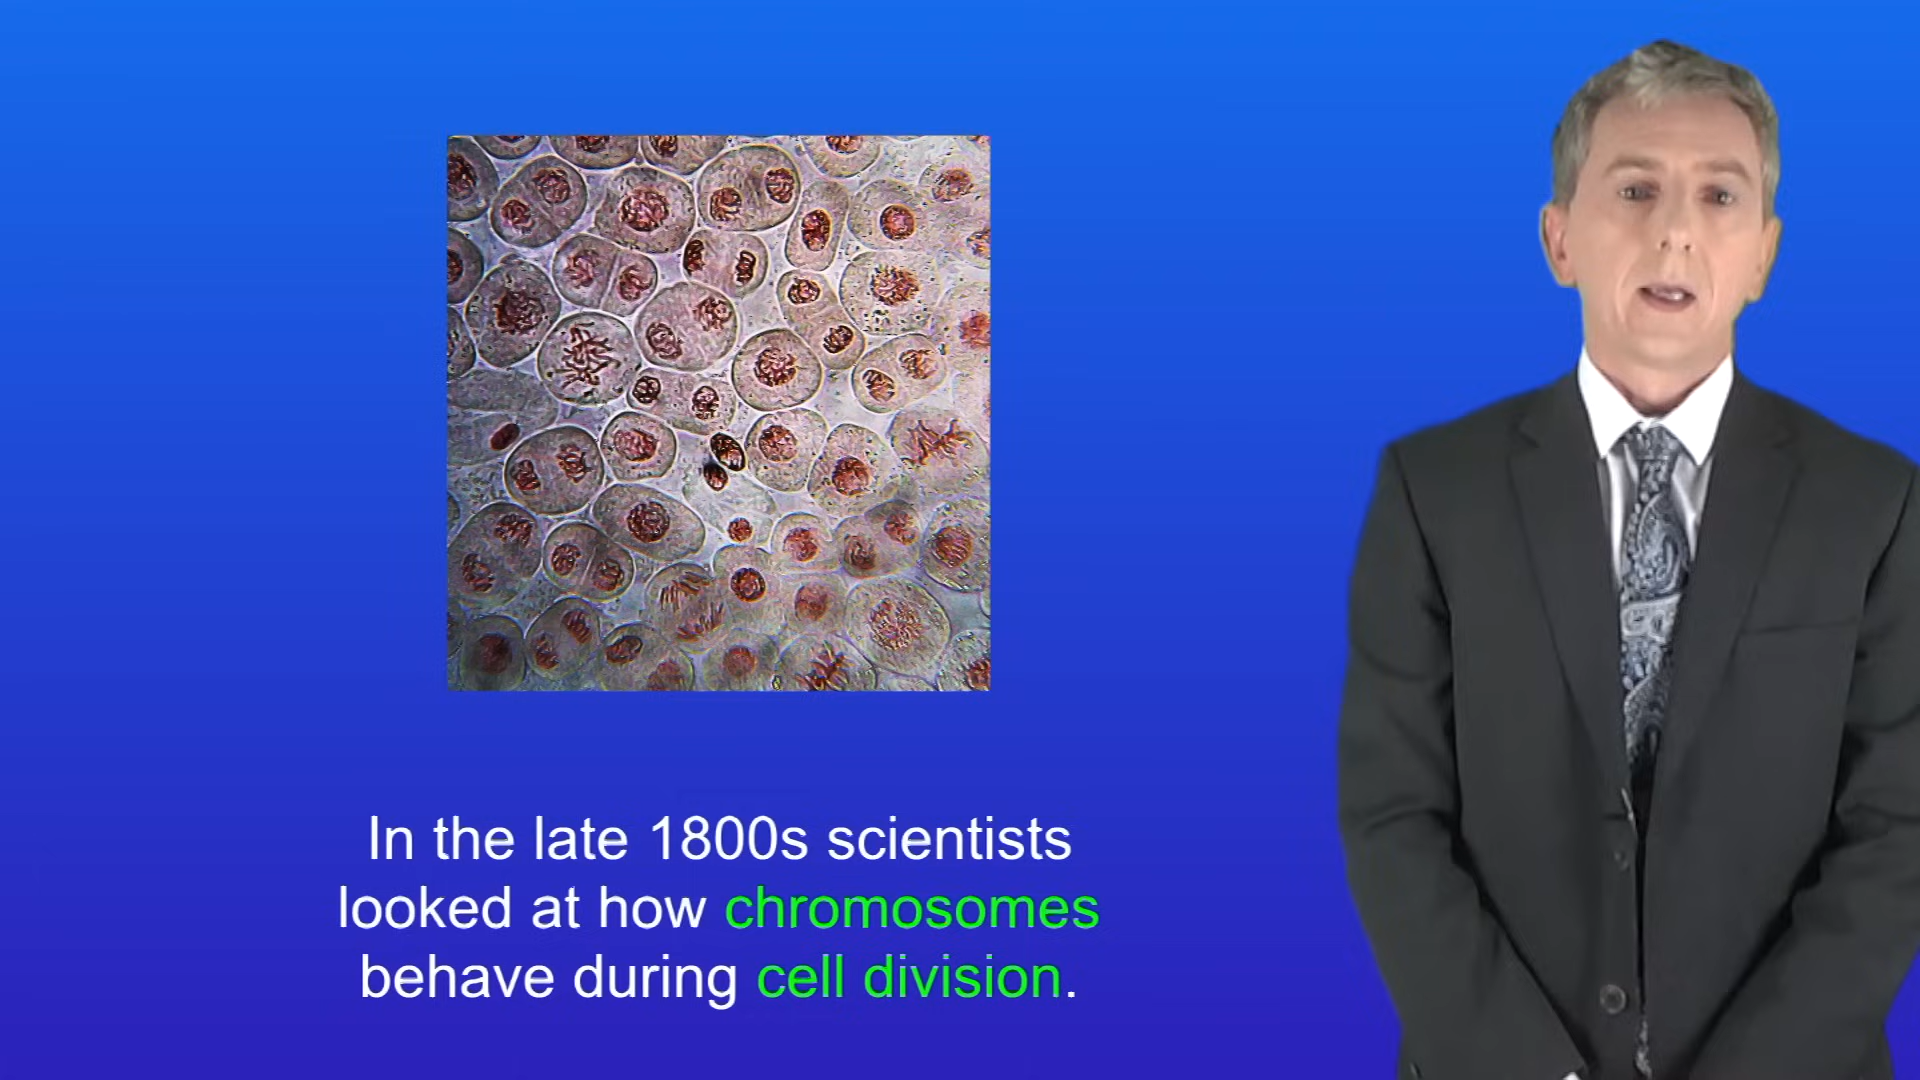 In the late 1800s scientists
looked at how chromosomes
behave during cell division.